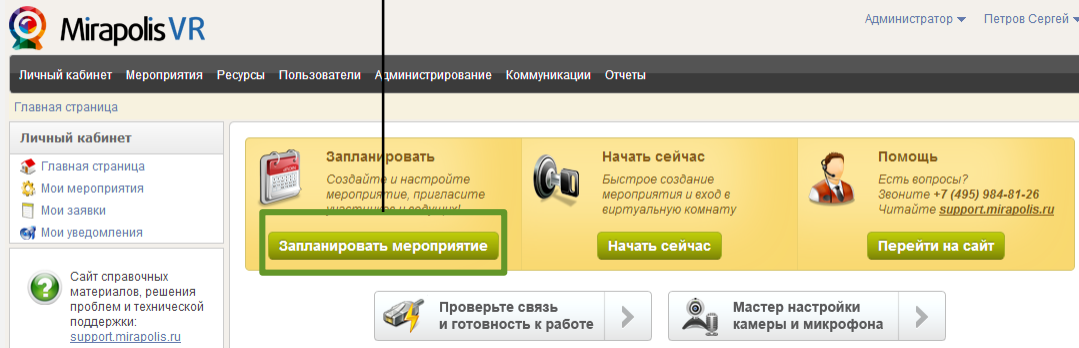 Mirapolis VR
Администратор
Петров Сергей
Личный кабинет Мероприятия Ресурсы Пользователи Администрирование Коммуникации Отчеты
Главная страница
Личный кабинет
Главная страница
Мои мероприятия
Мои заявки
Мои уведомления
Сайт справочных
материалов, решения
проблем и технической
поддержки:
support.mirapolis.ru
Запланировать
Создайте и настройте
мероприятие, пригласите
участников и ведущих!
Запланировать мероприятие
Начать сейчас
Быстрое создание
мероприятия и вход в
виртуальную комнату
Начать сейчас
Помощь
Есть вопросы?
Звоните +7 (495) 984-81-26
Читайте support.mirapolis.ru
Перейти на сайт
Проверьте связь
и готовность к работе
Мастер настройки
камеры и микрофона